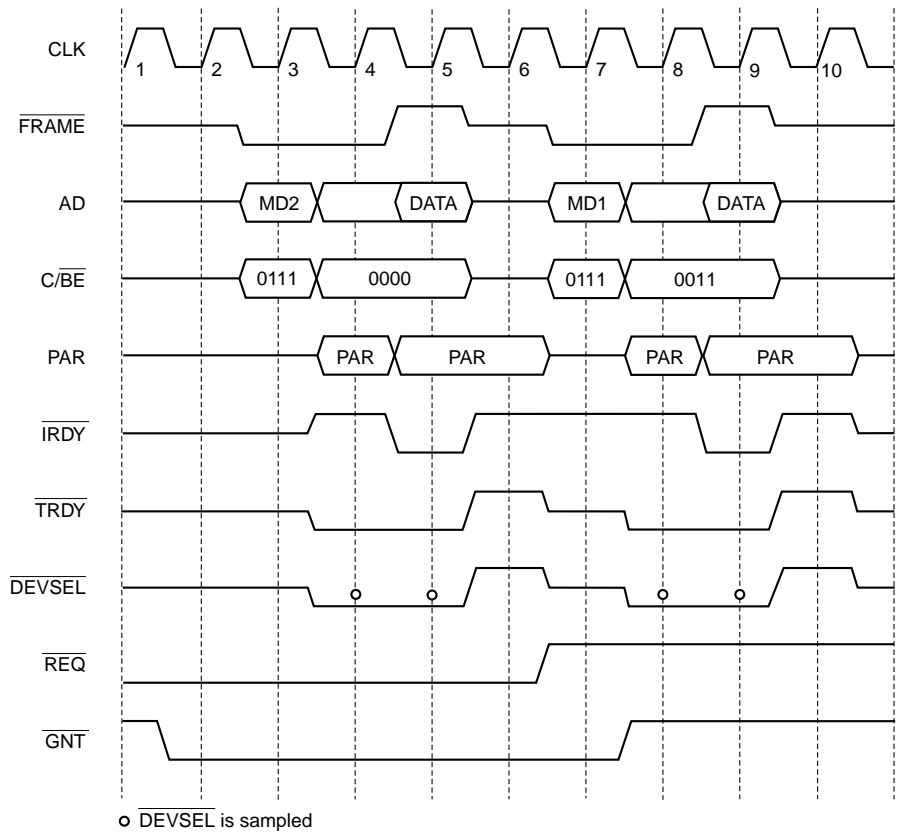 CLK
1 2 3 4 5 6 7 8 9 10
FRAME
AD MD2 DATA MD1 DATA
C/BE 0111 0000 0111 0011
PAR PAR PAR PAR PAR
IRDY
TRDY
DEVSEL
REQ
GNT
DEVSEL is sampled